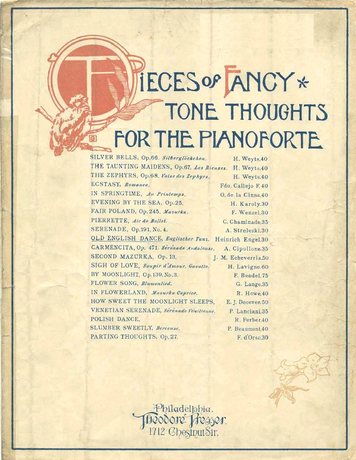 PIECES of FANCY
TONE THOUGHTS
FOR THE PIANOFORTE
SILVER BELLS, Op. 66. Silberglöckchen. H. Weyts .40
THE TAUNTING MAIDENS, Op. 67. Les Rieuses. H. Weyts .40
THE ZEPHYRS, Op. 68. Valse des Zephyrs. H. Weyts .40
ECSTASY, Romance. Fdo. Callejo F. .40
IN SPRINGTIME, Au Printemps. O. de la Cinna .40
EVENING BY THE SEA, Op. 25. H. Karoly .30
FAIR POLAND, Op. 245. Mazurka. F. Wenzel .30
PIERRETTE, Air de Ballet. C. Chaminade .35
SERENADE, Op. 191, No. 4. A. Strelezki .30
OLD ENGLISH DANCE, Englischer Tanz. Heinrich Engel .30
CARMENCITA, Op. 471. Sérénade Andalouse. A. Cipollone .35
SECOND MAZURKA, Op. 13. J. M. Echeverria .50
SIGH OF LOVE, Soupir d'Amour. Gavotte. H. Lavigne .60
BY MOONLIGHT, Op. 139, No. 3. F. Bendel .75
FLOWER SONG, Blumenlied. G. Lange .35
IN FLOWERLAND, Mazurka Caprice. R. Hown .40
HOW SWEET THE MOONLIGHT SLEEPS, E. J. Decevee .50
VENETIAN SERENADE, Sérénade Vénitienne. P. Lanciani .35
POLISH DANCE, R. Ferber .40
SLUMBER SWEETLY, Berceuse. P. Beaumont .40
PARTING THOUGHTS, Op. 27. F. d'Orso .30
Philadelphia.
Theodore Presser
1712 Chestnut Str.